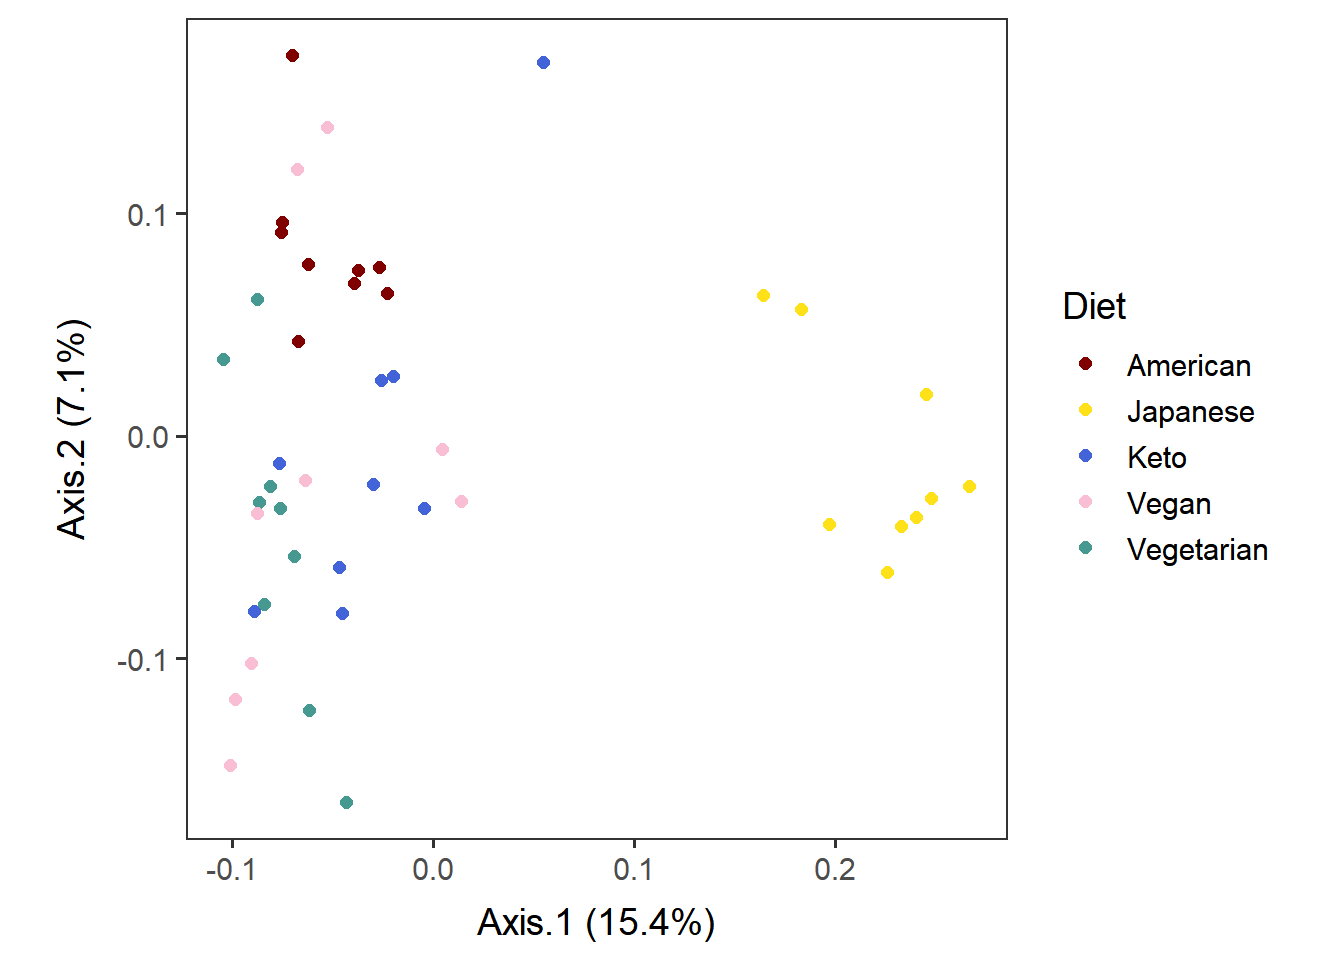 Axis.2 (7.1%)
0.1
0.0
-0.1
-0.1
0.0
0.1
0.2
Axis.1 (15.4%)
Diet
American
Japanese
Keto
Vegan
Vegetarian